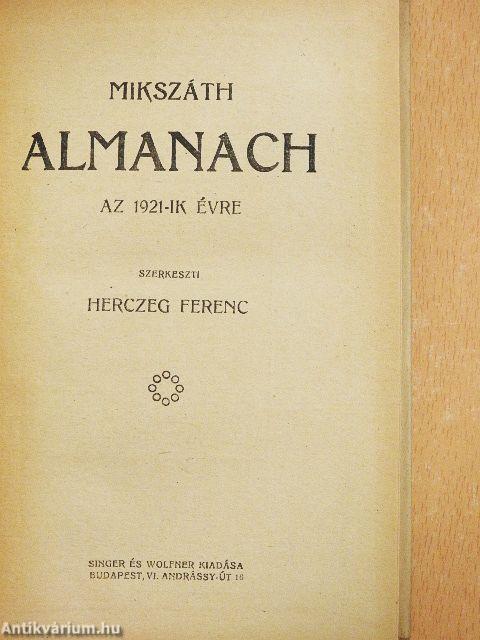 MIKSZÁTH
ALMANACH
AZ 1921-IK ÉVRE
SZERKESZTI
HERCZEG FERENC
SINGER ÉS WOLFNER KIADÁSA
BUDAPEST, VI. ANDRÁSSY-ÚT 16
Antikvárium.hu